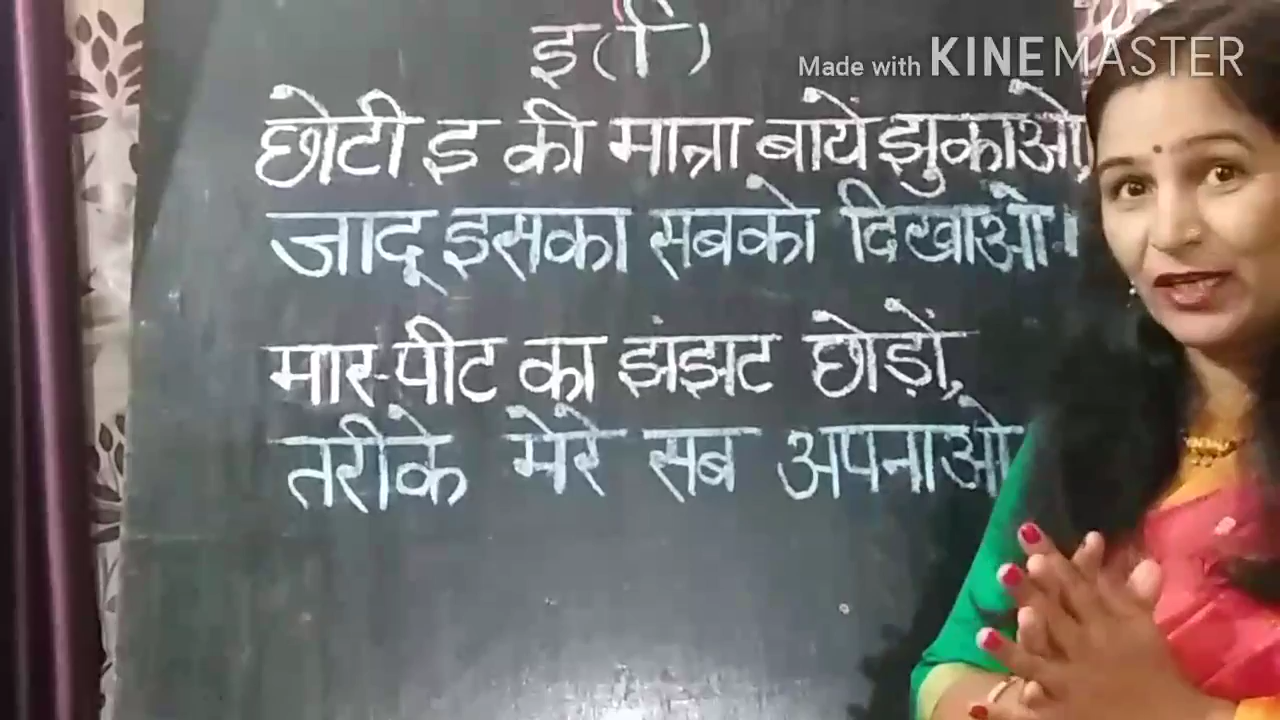 इ ( ि )
Made with KINEMASTER
छोटी इ की मात्रा बायें झुकाओ,
जादू इसका सबको दिखाओ।
मार-पीट का झंझट छोड़ों,
तरीके मेरे सब अपनाओ